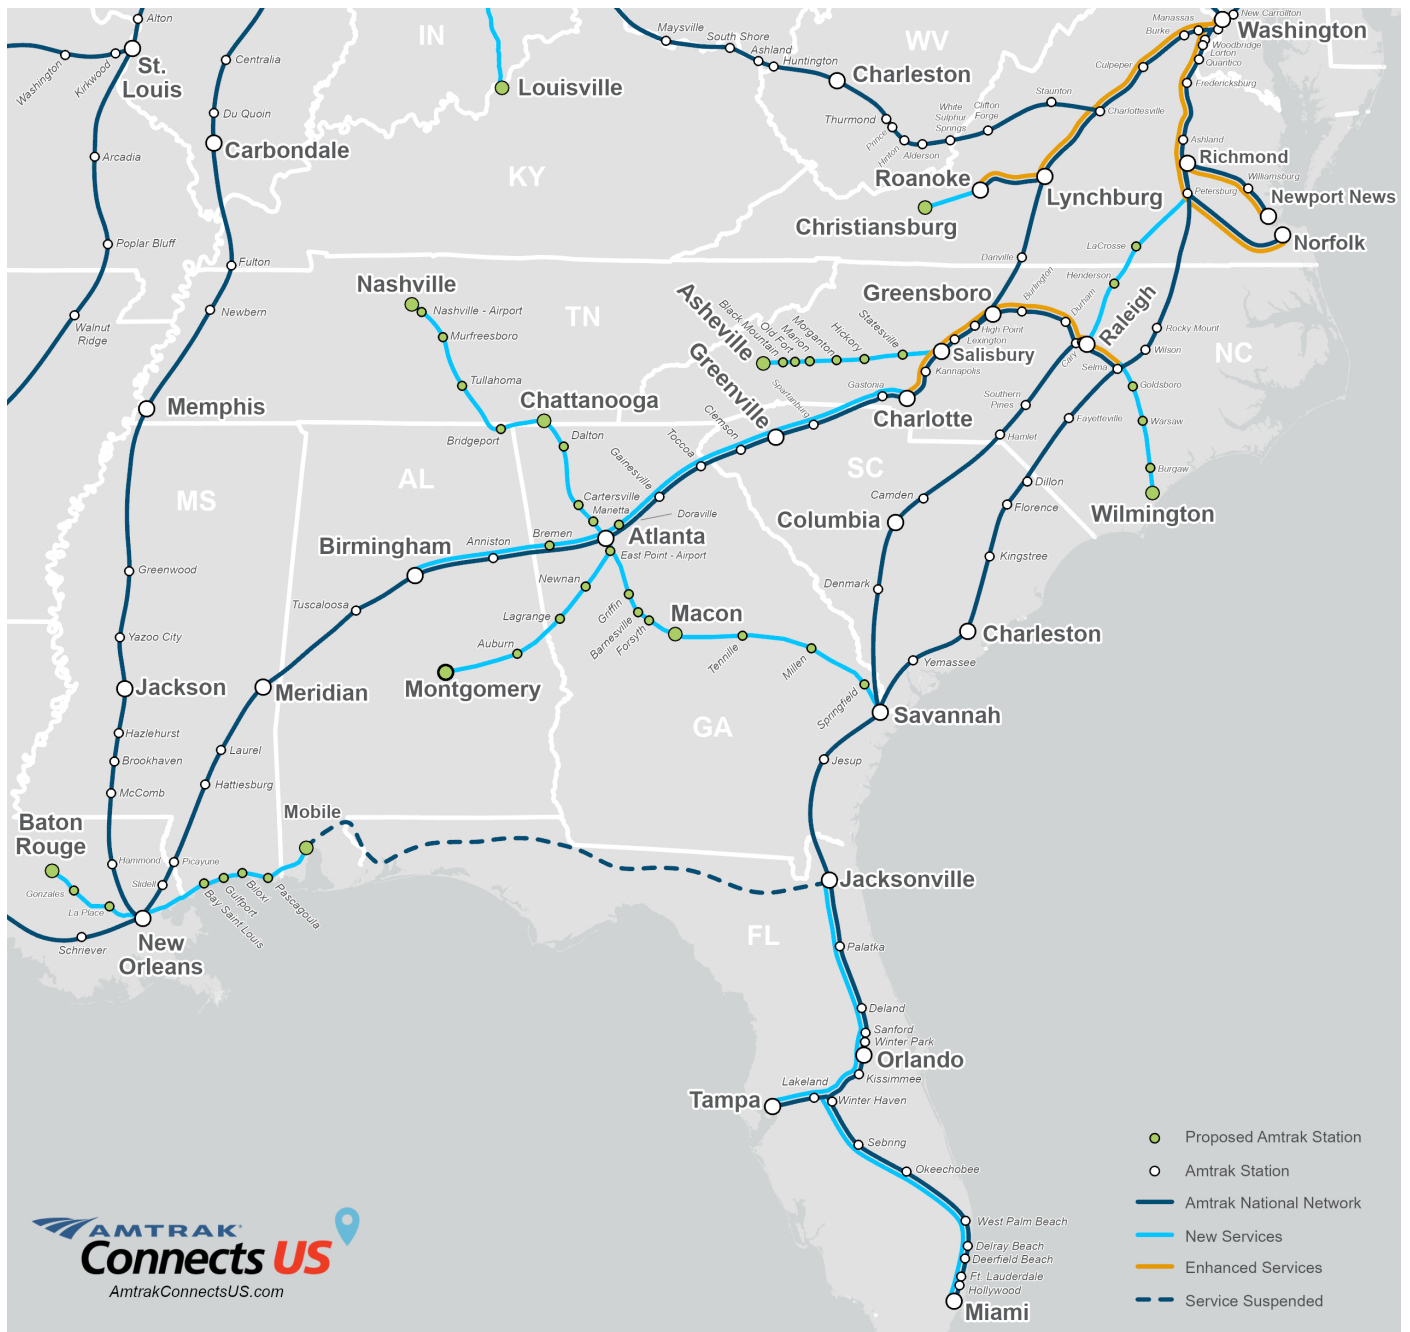 Alton
IN
WV
Maysville
South Shore
Ashland
Huntington
Manassas
New Carrollton
Burke
Washington
Woodbridge
Lorton
Quantico
St.
Louis
Kirkwood
Washington
Centralia
Louisville
Charleston
Culpeper
Fredericksburg
Du Quoin
Carbondale
Arcadia
KY
Thurmond
Prince
Hinton
Alderson
White
Sulphur
Springs
Clifton
Forge
Staunton
Charlottesville
Ashland
Richmond
Williamsburg
Newport News
Petersburg
Norfolk
Roanoke
Christiansburg
Lynchburg
Poplar Bluff
Fulton
LaCrosse
Danville
Henderson
Nashville
Nashville - Airport
Murfreesboro
TN
Newbern
Walnut
Ridge
Greensboro
Burlington
Durham
Raleigh
Cary
Rocky Mount
Wilson
Selma
NC
Asheville
Black Mountain
Old Fort
Marion
Morganton
Hickory
Statesville
High Point
Lexington
Salisbury
Kannapolis
Tullahoma
Goldsboro
Memphis
Chattanooga
Bridgeport
Dalton
Greenville
Clemson
Toccoa
Spartanburg
Gastonia
Charlotte
Southern
Pines
Fayetteville
Hamlet
Warsaw
Burgaw
Wilmington
MS
AL
SC
Gainesville
Cartersville
Marietta
Doraville
Camden
Dillon
Florence
Columbia
Birmingham
Anniston
Bremen
Atlanta
East Point - Airport
Kingstree
Greenwood
Tuscaloosa
Newnan
Denmark
Lagrange
Griffin
Barnesville
Forsyth
Macon
Yazoo City
Auburn
Tennille
Millen
Charleston
Yemassee
Jackson
Meridian
Montgomery
Springfield
Savannah
GA
Hazlehurst
Laurel
Brookhaven
Jesup
Hattiesburg
McComb
Mobile
Baton
Rouge
Hammond
Picayune
Slidell
Gonzales
La Place
Bay Saint Louis
Gulfport
Biloxi
Pascagoula
Jacksonville
New
Orleans
Schriever
FL
Palatka
Deland
Sanford
Winter Park
Orlando
Kissimmee
Lakeland
Tampa
Winter Haven
Sebring
Okeechobee
West Palm Beach
Delray Beach
Deerfield Beach
Ft. Lauderdale
Hollywood
Miami
Proposed Amtrak Station
Amtrak Station
Amtrak National Network
New Services
Enhanced Services
Service Suspended
AMTRAK
Connects US
AmtrakConnectsUS.com